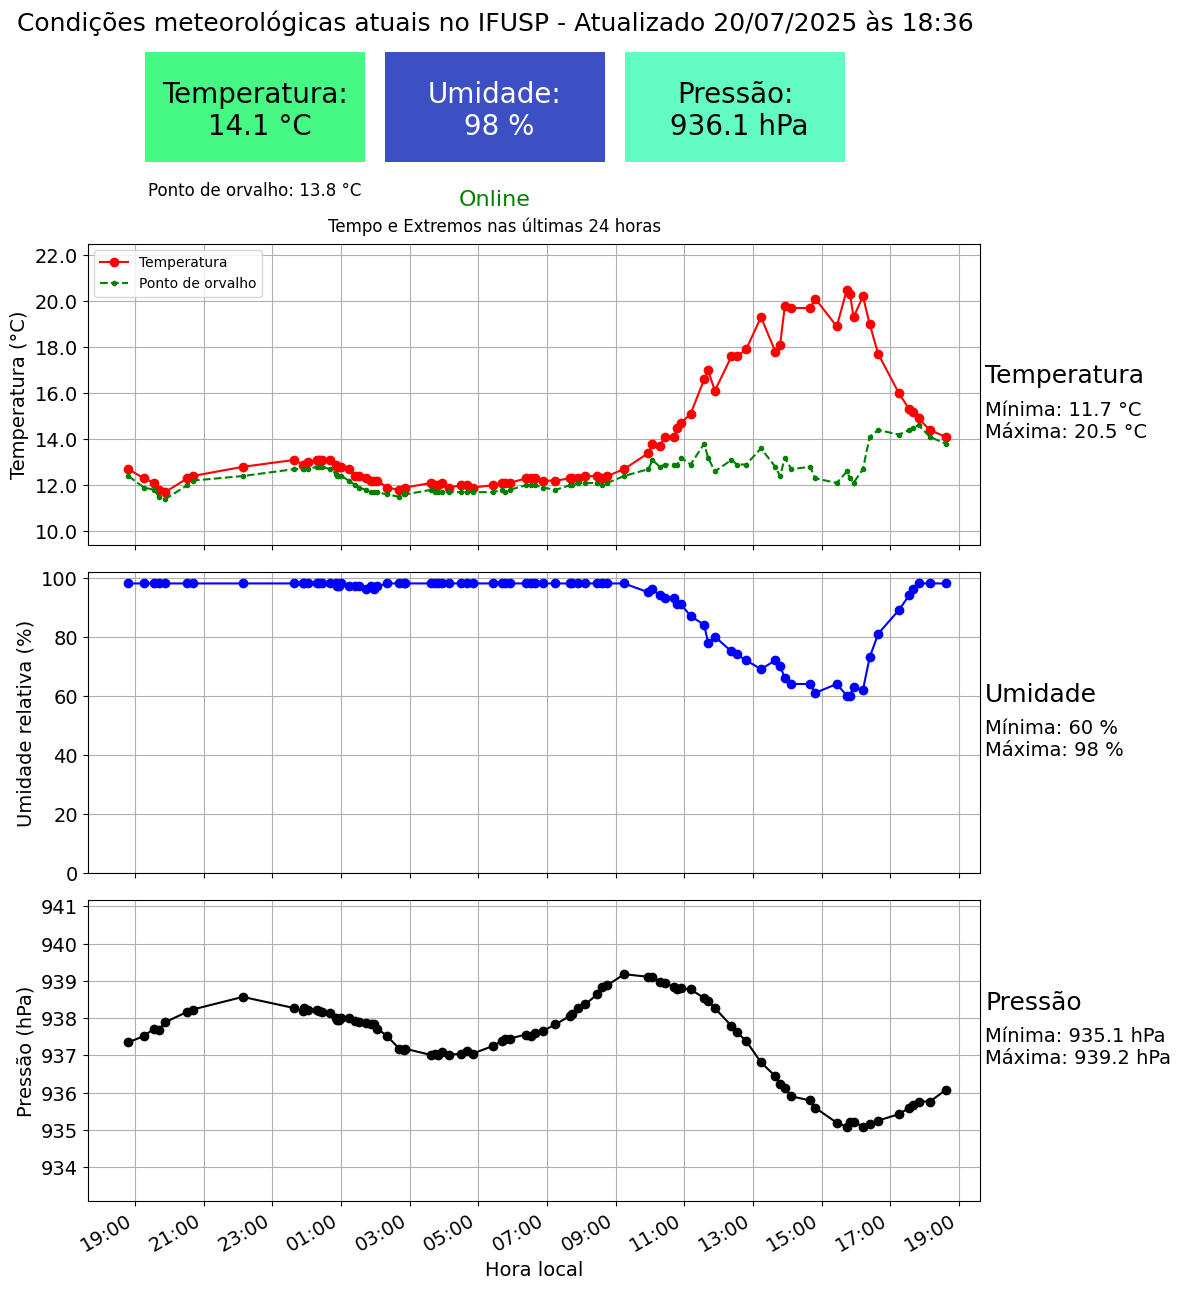 Condições meteorológicas atuais no IFUSP - Atualizado 20/07/2025 às 18:36
Temperatura:
14.1 °C
Umidade:
98 %
Pressão:
936.1 hPa
Ponto de orvalho: 13.8 °C
Online
Tempo e Extremos nas últimas 24 horas
Temperatura (°C)
22.0
20.0
18.0
16.0
14.0
12.0
10.0
Temperatura
Ponto de orvalho
Temperatura
Mínima: 11.7 °C
Máxima: 20.5 °C
Umidade relativa (%)
100
80
60
40
20
0
Umidade
Mínima: 60 %
Máxima: 98 %
Pressão (hPa)
941
940
939
938
937
936
935
934
Pressão
Mínima: 935.1 hPa
Máxima: 939.2 hPa
19:00 21:00 23:00 01:00 03:00 05:00 07:00 09:00 11:00 13:00 15:00 17:00 19:00
Hora local